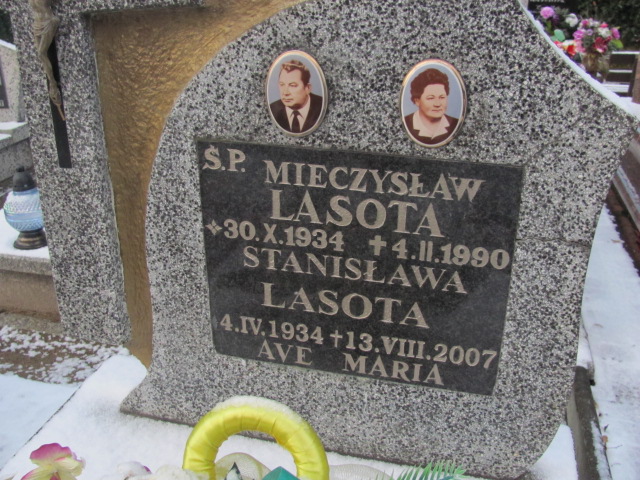 Ś.P. MIECZYSŁAW
LASOTA
✧30.X.1934 ✝4.II.1990
STANISŁAWA
LASOTA
4.IV.1934✝13.VIII.2007
AVE MARIA